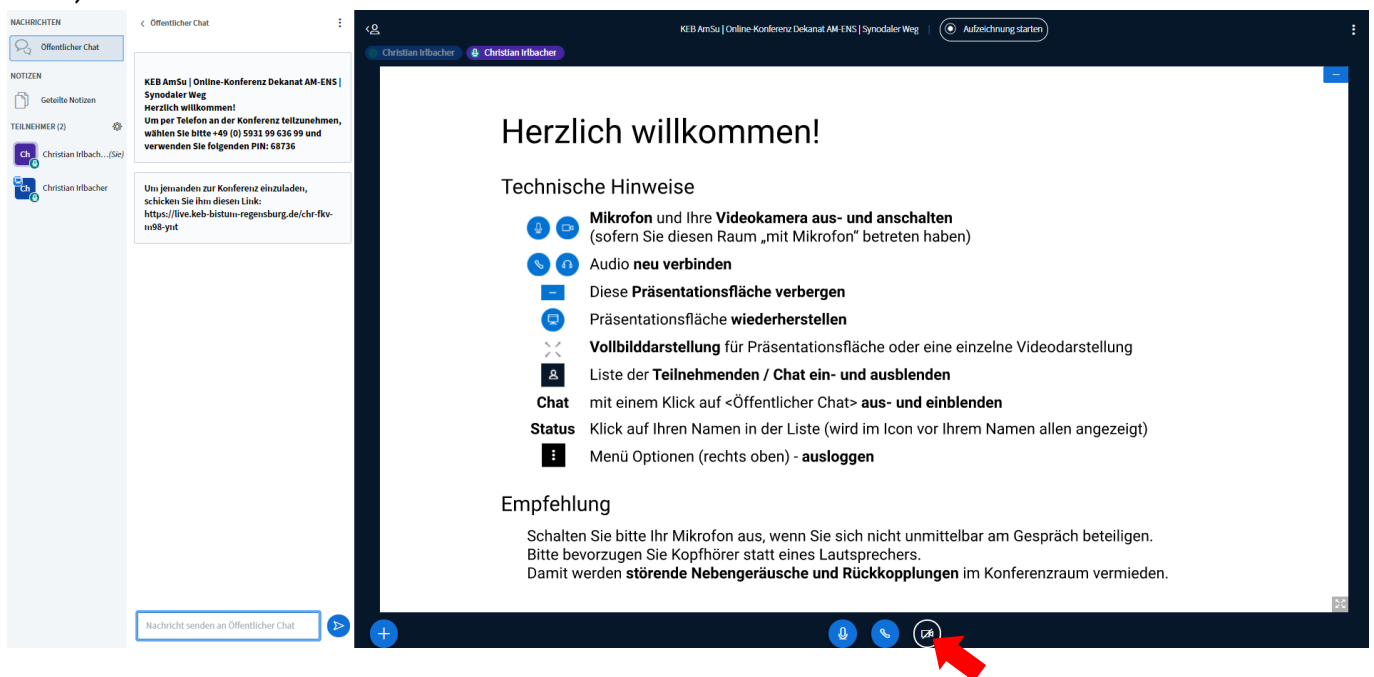 NACHRICHTEN
Öffentlicher Chat
NOTIZEN
Geteilte Notizen
TEILNEHMER (2)
Ch Christian Irlbach...(Sie)
Ch Christian Irlbacher
Öffentlicher Chat
KEB AmSu | Online-Konferenz Dekanat AM-ENS |
Synodaler Weg
Herzlich willkommen!
Um per Telefon an der Konferenz teilzunehmen,
wählen Sie bitte +49 (0) 5931 99 636 99 und
verwenden Sie folgenden PIN: 68736
Um jemanden zur Konferenz einzuladen,
schicken Sie ihm diesen Link:
https://live.keb-bistum-regensburg.de/chr-fkv-
m98-ynt
Nachricht senden an Öffentlicher Chat
KEB AmSu | Online-Konferenz Dekanat AM-ENS | Synodaler Weg
Aufzeichnung starten
Christian Irlbacher
Christian Irlbacher
Herzlich willkommen!
Technische Hinweise
Mikrofon und Ihre Videokamera aus- und anschalten
(sofern Sie diesen Raum „mit Mikrofon“ betreten haben)
Audio neu verbinden
Diese Präsentationsfläche verbergen
Präsentationsfläche wiederherstellen
Vollbilddarstellung für Präsentationsfläche oder eine einzelne Videodarstellung
Liste der Teilnehmenden / Chat ein- und ausblenden
Chat mit einem Klick auf <Öffentlicher Chat> aus- und einblenden
Status Klick auf Ihren Namen in der Liste (wird im Icon vor Ihrem Namen allen angezeigt)
Menü Optionen (rechts oben) - ausloggen
Empfehlung
Schalten Sie bitte Ihr Mikrofon aus, wenn Sie sich nicht unmittelbar am Gespräch beteiligen.
Bitte bevorzugen Sie Kopfhörer statt eines Lautsprechers.
Damit werden störende Nebengeräusche und Rückkopplungen im Konferenzraum vermieden.